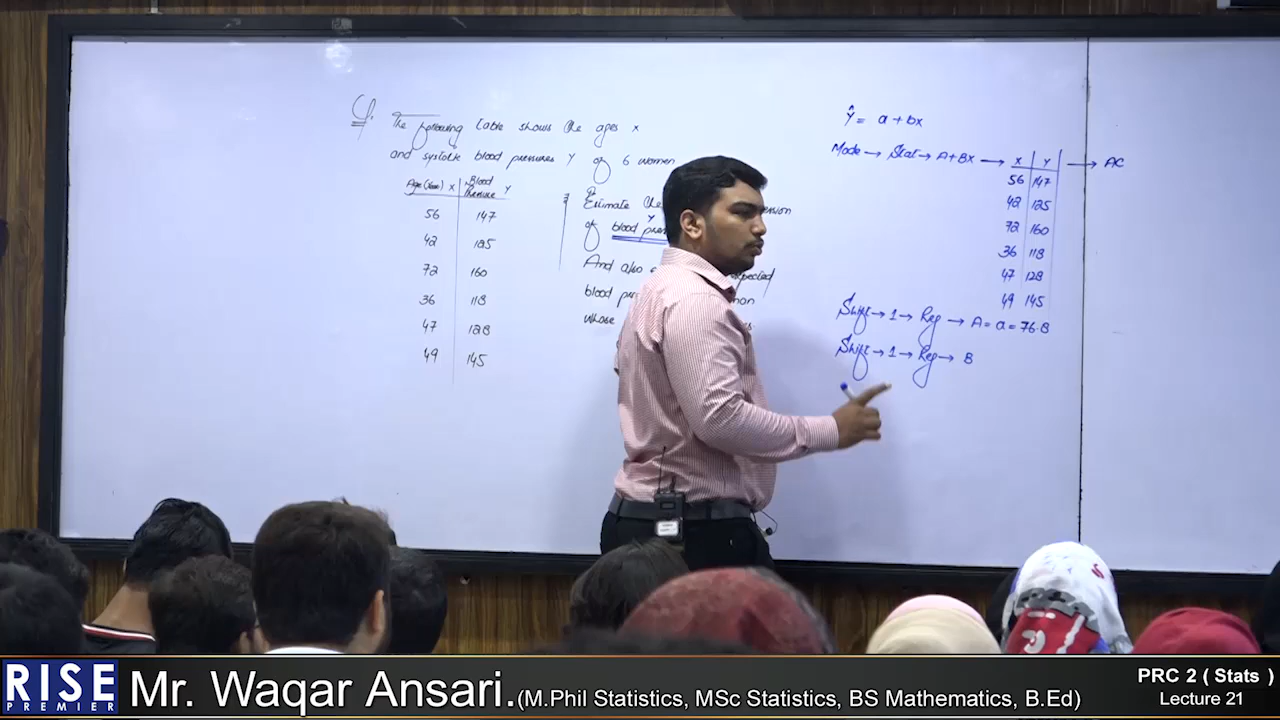 Q.
The following table shows the ages x
and systolic blood pressures Y of 6 women
Age (Years) X | Blood Pressure Y
56 147
42 125
72 160
36 118
47 128
49 145
Estimate the
of blood
Y
And also
blood
whose
Ŷ = a + bx
Mode → Stat → A + BX → X Y → AC
56 147
42 125
72 160
36 118
47 128
49 145
Shift → 1 → Reg → A = a = 76.8
Shift → 1 → Reg → B
RISE
PREMIER
Mr. Waqar Ansari. (M.Phil Statistics, MSc Statistics, BS Mathematics, B.Ed)
PRC 2 ( Stats )
Lecture 21